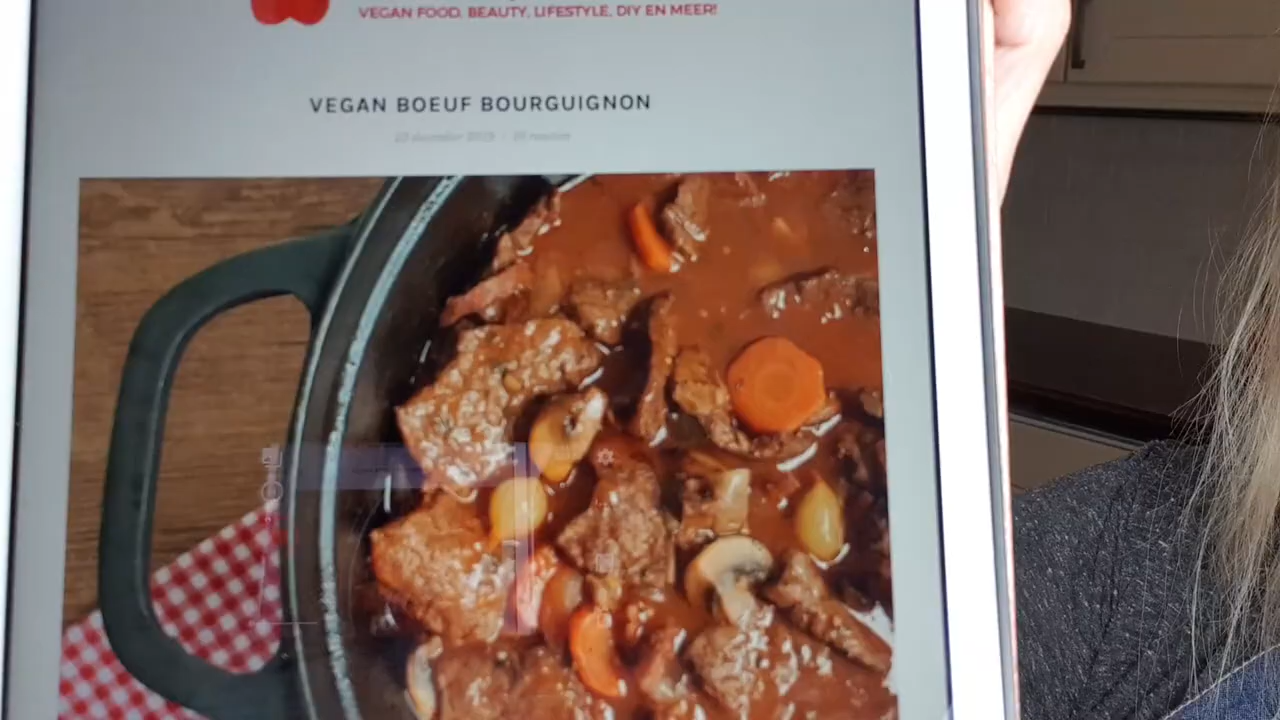 VEGAN FOOD, BEAUTY, LIFESTYLE, DIY EN MEER!
VEGAN BOEUF BOURGUIGNON